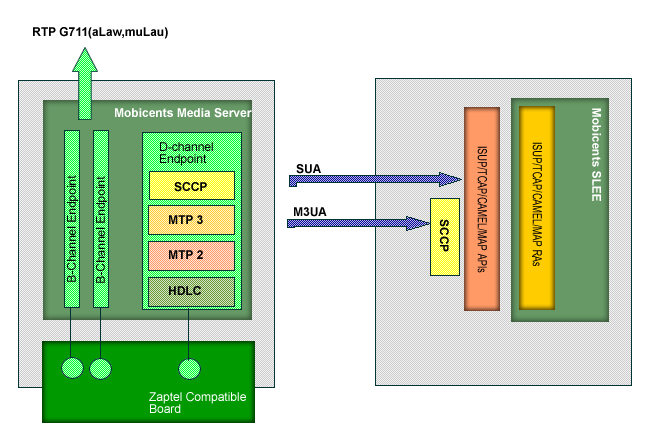 RTP G711(aLaw,muLau)
Mobicents Media Server
B-Channel Endpoint
B-Channel Endpoint
D-channel
Endpoint
SCCP
MTP 3
MTP 2
HDLC
Zaptel Compatible
Board
SUA
M3UA
SCCP
ISUP/TCAP/CAMEL/MAP APIs
ISUP/TCAP/CAMEL/MAP RAs
Mobicents SLEE